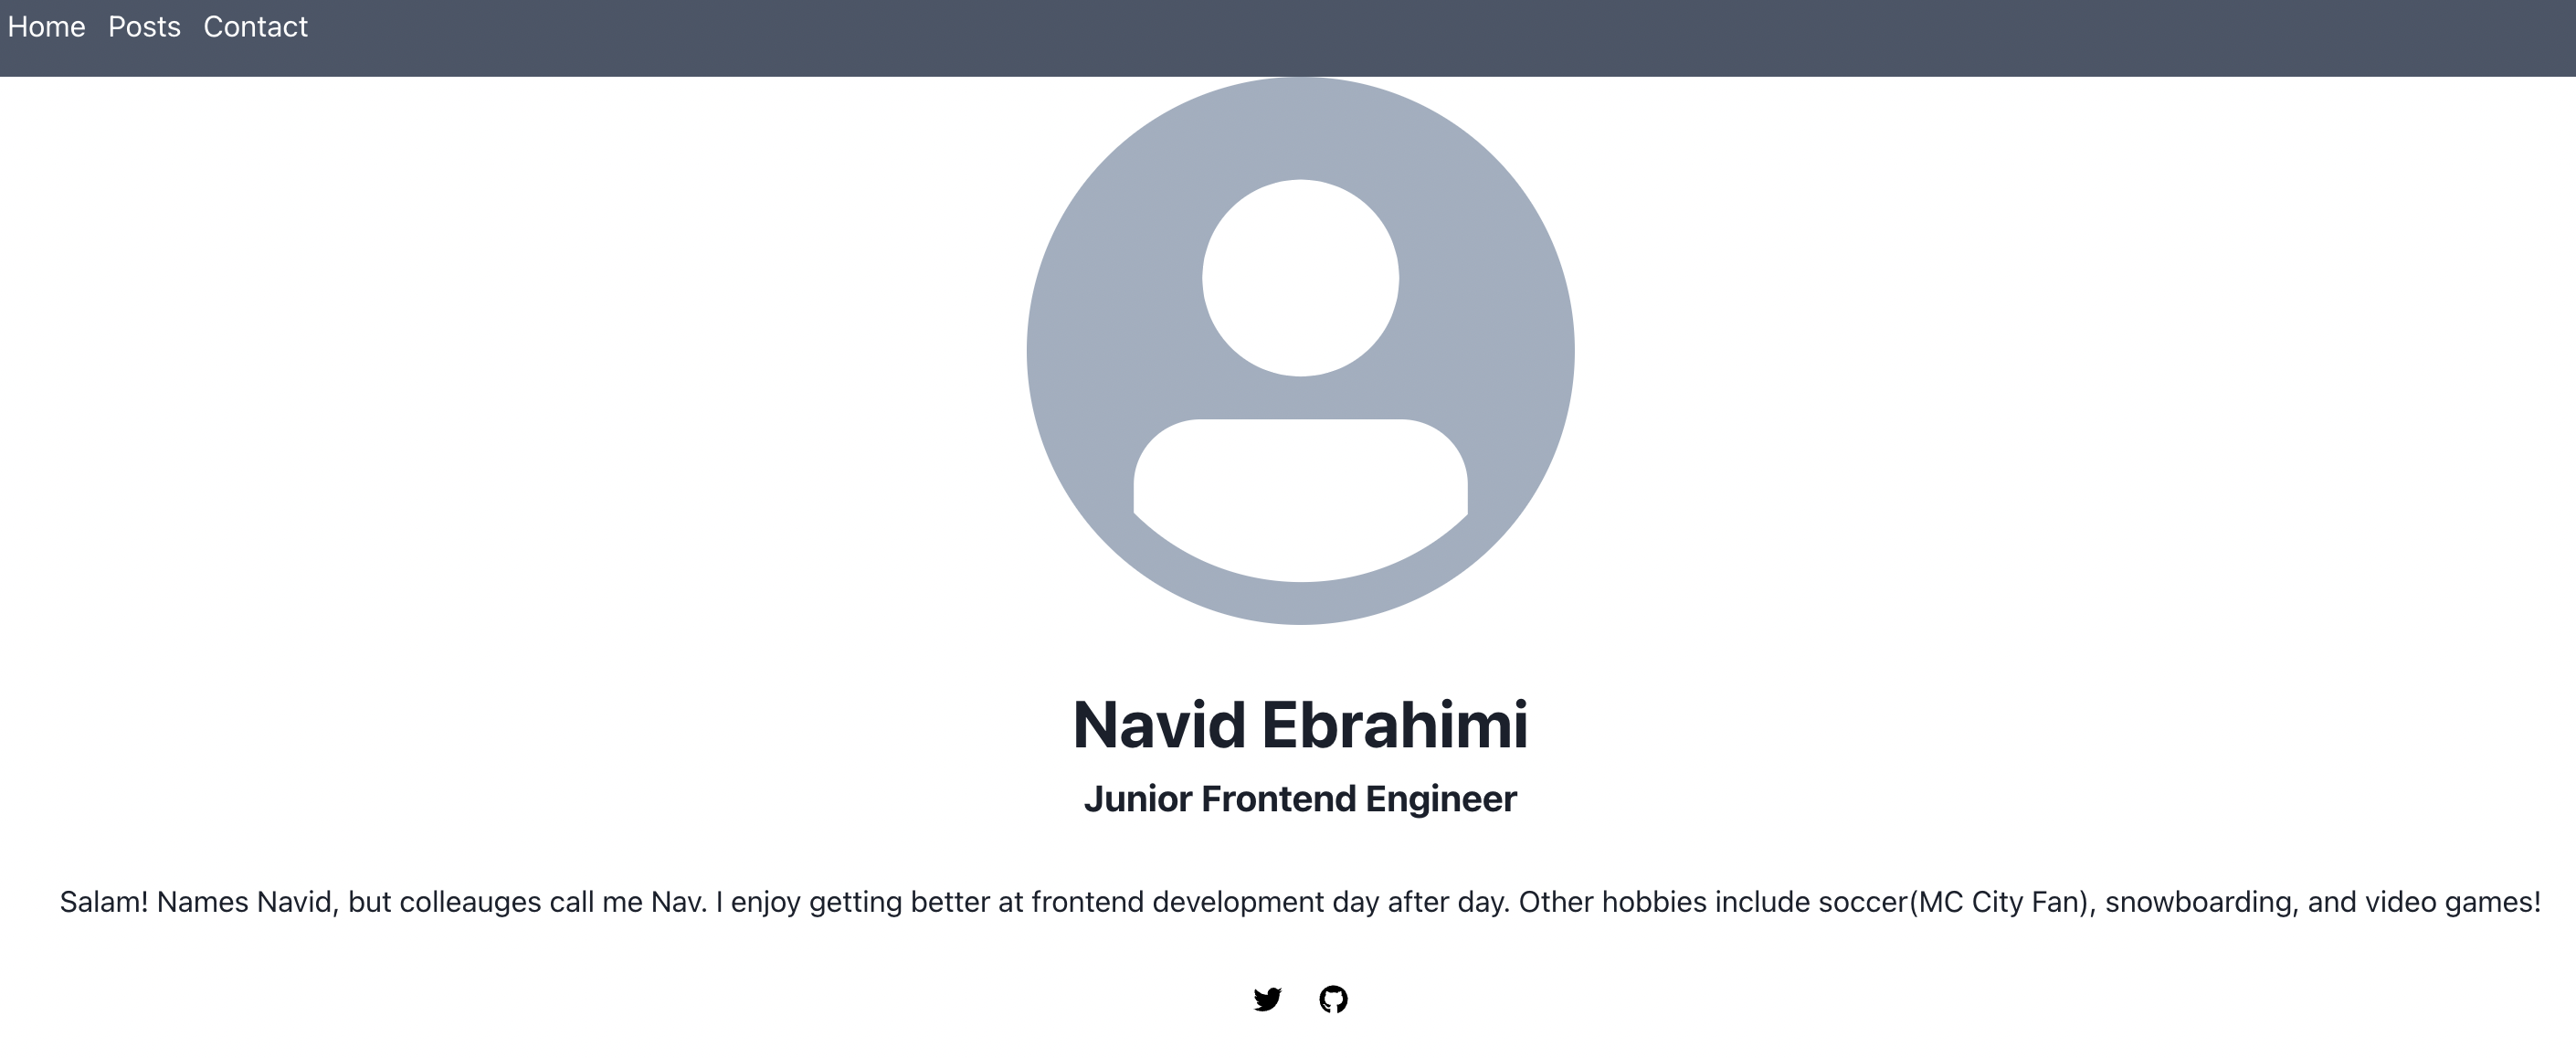 Home Posts Contact
Navid Ebrahimi
Junior Frontend Engineer
Salam! Names Navid, but colleauges call me Nav. I enjoy getting better at frontend development day after day. Other hobbies include soccer(MC City Fan), snowboarding, and video games!